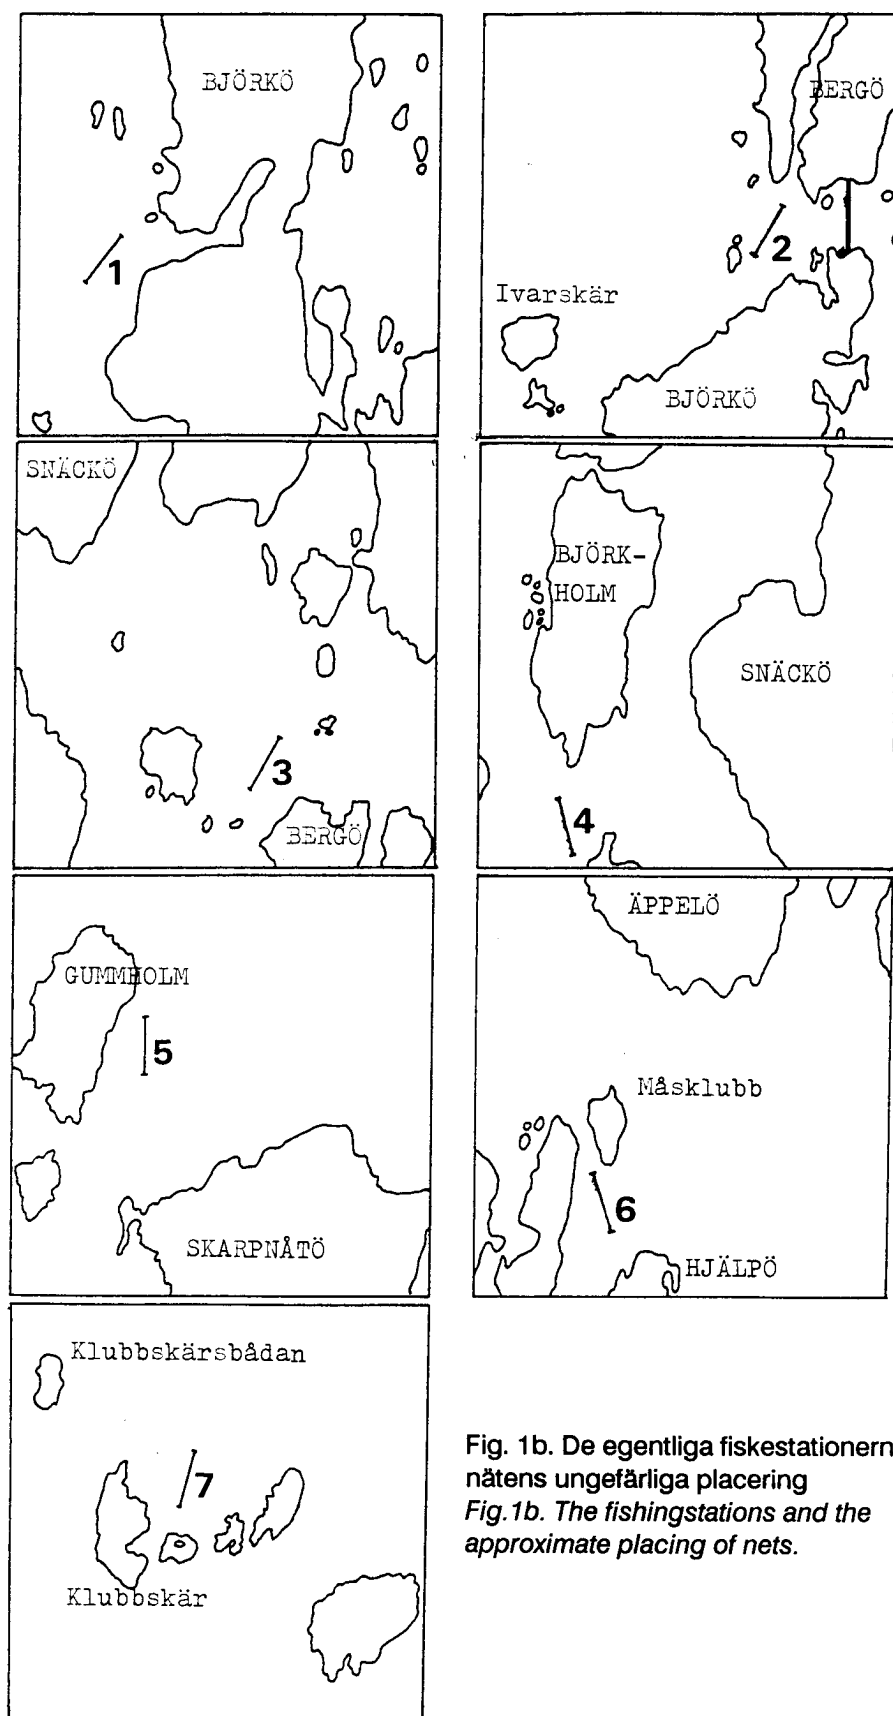 BJÖRKÖ
1
BERGÖ
2
Ivarskär
BJÖRKÖ
SNÄCKÖ
3
BERGÖ
BJÖRK-
HOLM
SNÄCKÖ
4
GUMMHOLM
5
SKARPNÅTÖ
ÄPPELÖ
Måsklubb
6
HJÄLPÖ
Klubbskärsbådan
7
Klubbskär
Fig. 1b. De egentliga fiskestationern
nätens ungefärliga placering
Fig.1b. The fishingstations and the
approximate placing of nets.